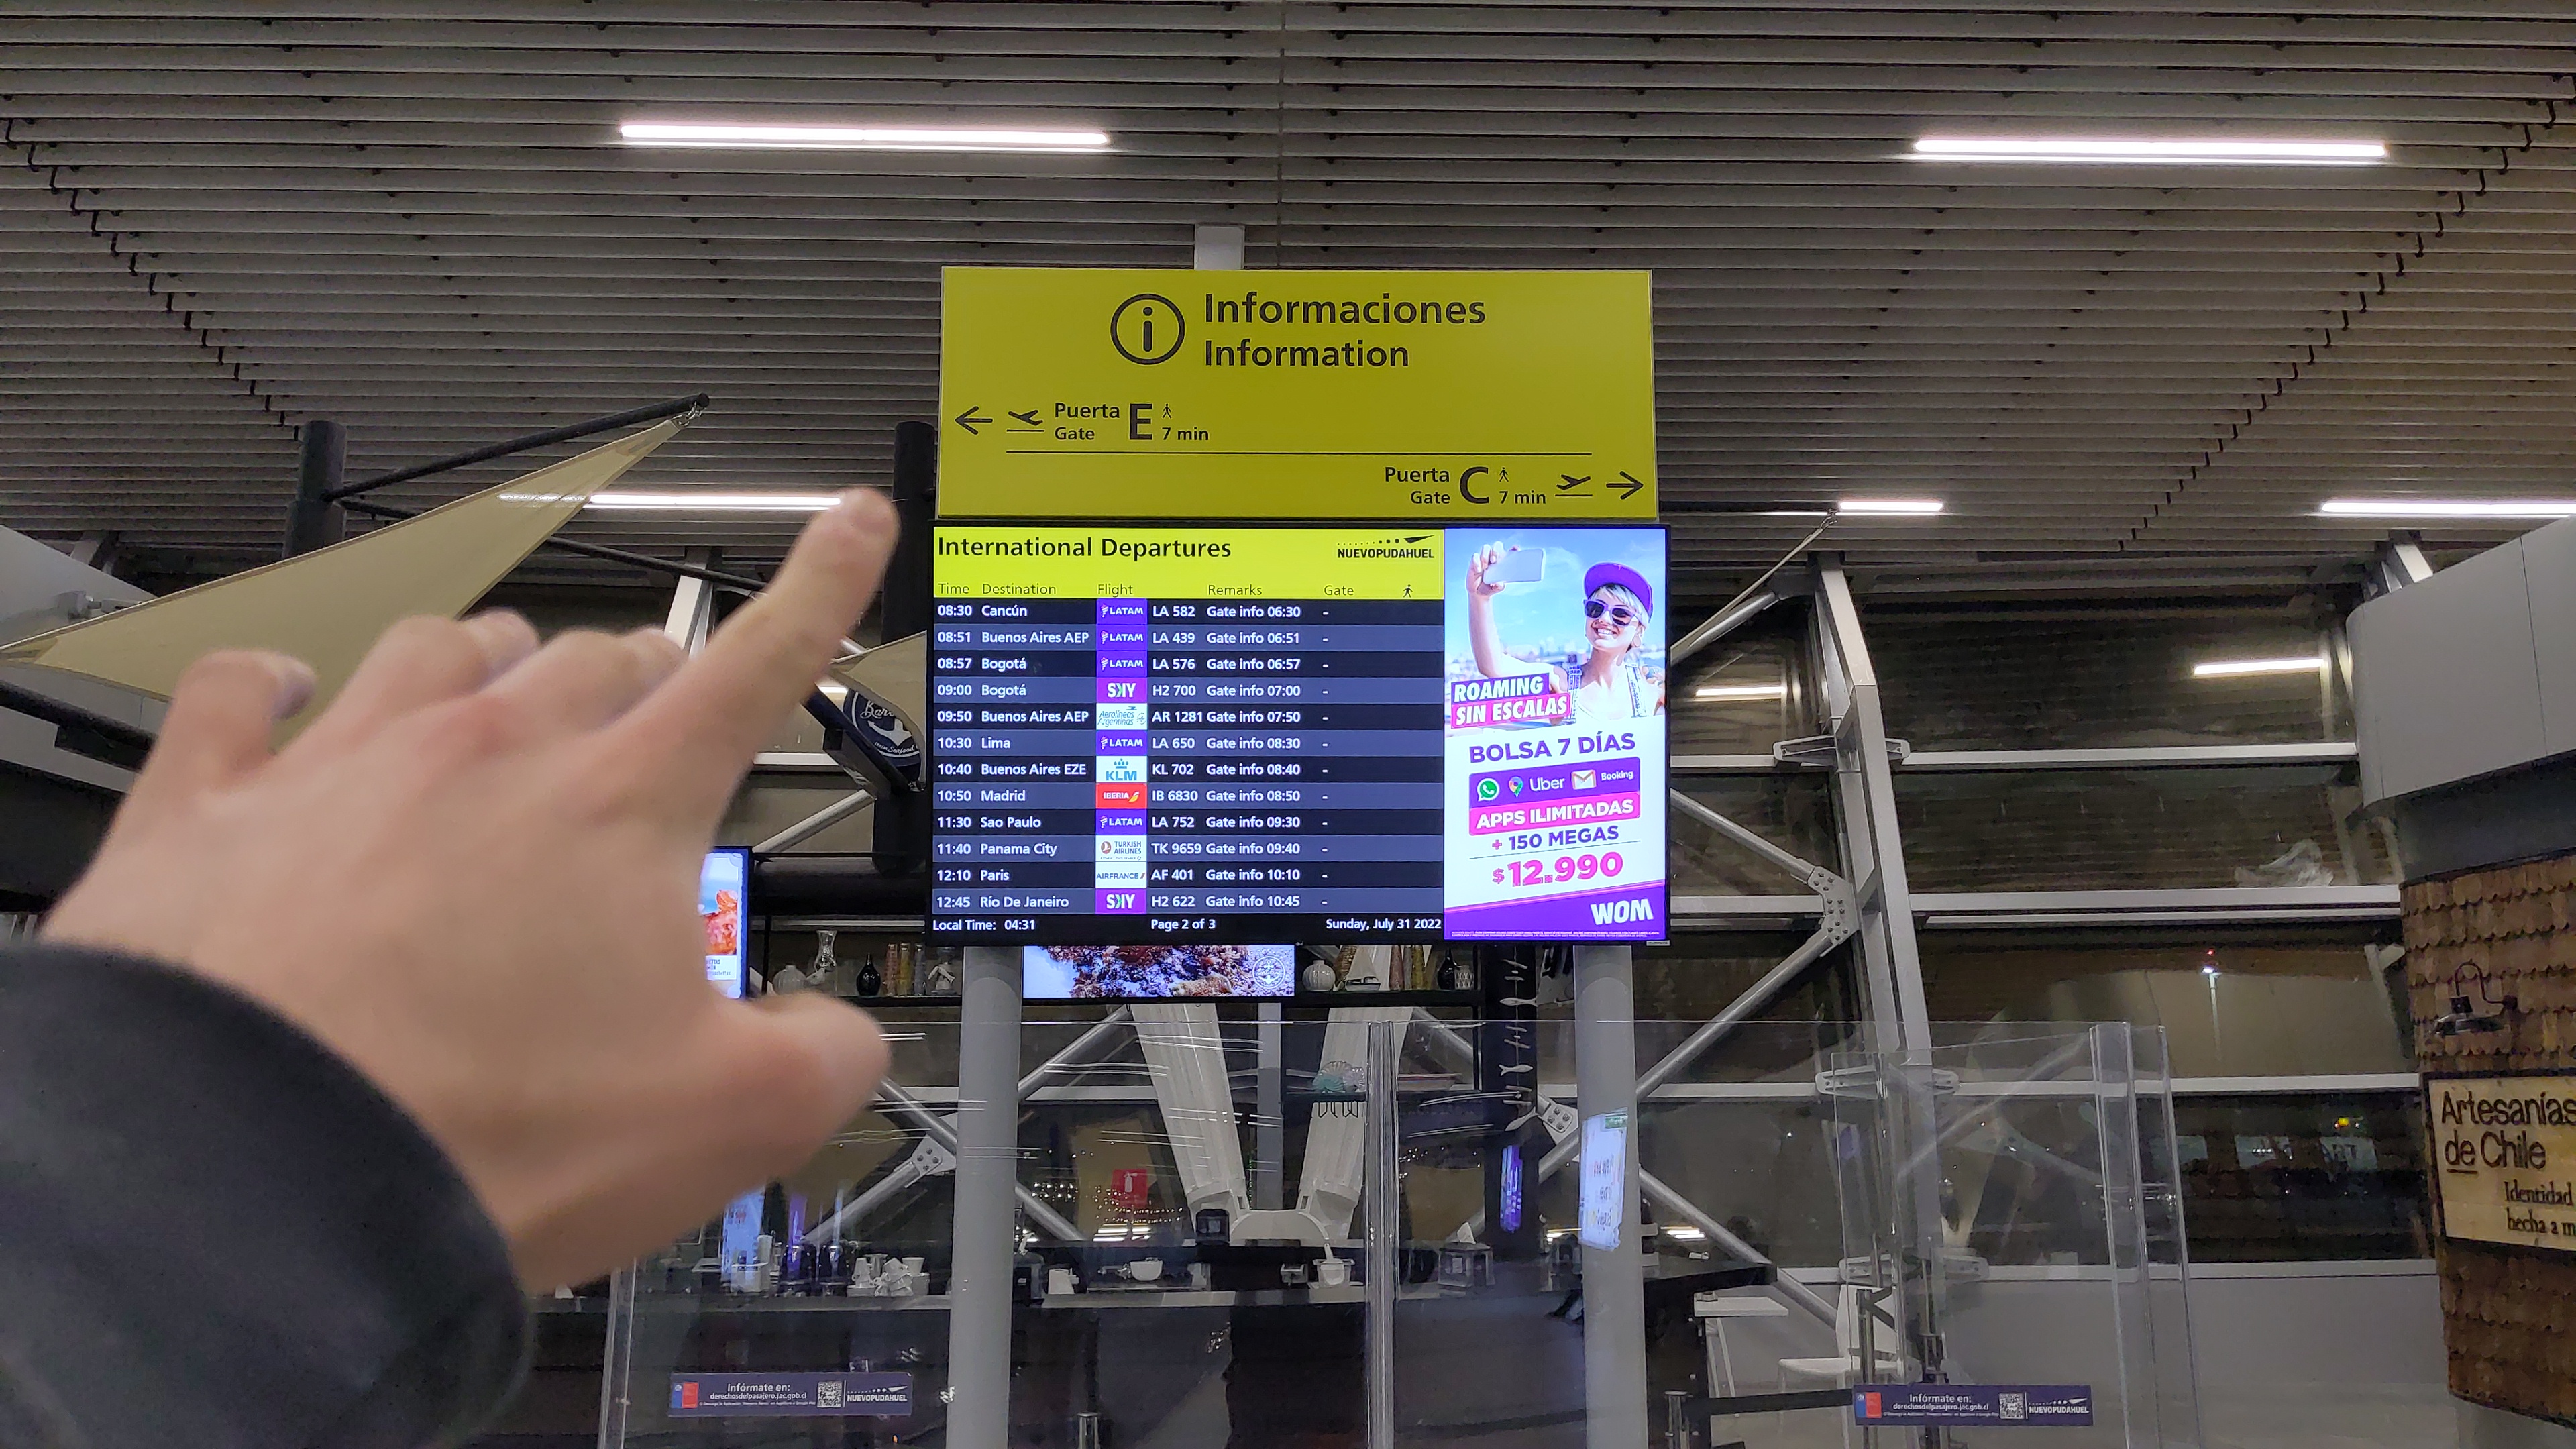 Informaciones
Information
Puerta E
Gate 7 min
Puerta C
Gate 7 min
International Departures NUEVOPUDAHUEL
Time Destination Flight Remarks Gate
08:30 Cancún LATAM LA 582 Gate info 06:30 -
08:51 Buenos Aires AEP LATAM LA 439 Gate info 06:51 -
08:57 Bogotá LATAM LA 576 Gate info 06:57 -
09:00 Bogotá SKY H2 700 Gate info 07:00 -
09:50 Buenos Aires AEP Aerolíneas Argentinas AR 1281 Gate info 07:50 -
10:30 Lima LATAM LA 650 Gate info 08:30 -
10:40 Buenos Aires EZE KLM KL 702 Gate info 08:40 -
10:50 Madrid IBERIA IB 6830 Gate info 08:50 -
11:30 Sao Paulo LATAM LA 752 Gate info 09:30 -
11:40 Panama City TURKISH AIRLINES TK 9659 Gate info 09:40 -
12:10 Paris AIRFRANCE AF 401 Gate info 10:10 -
12:45 Río De Janeiro SKY H2 622 Gate info 10:45 -
Local Time: 04:31 Page 2 of 3 Sunday, July 31 2022
ROAMING
SIN ESCALAS
BOLSA 7 DÍAS
Uber Booking
APPS ILIMITADAS
+ 150 MEGAS
$12.990
WOM
Artesanías
de Chile
Identidad
hecha a m
Infórmate en:
derechosdelpasajero.jac.gob.cl
NUEVOPUDAHUEL
Infórmate en:
derechosdelpasajero.jac.gob.cl
NUEVOPUDAHUEL